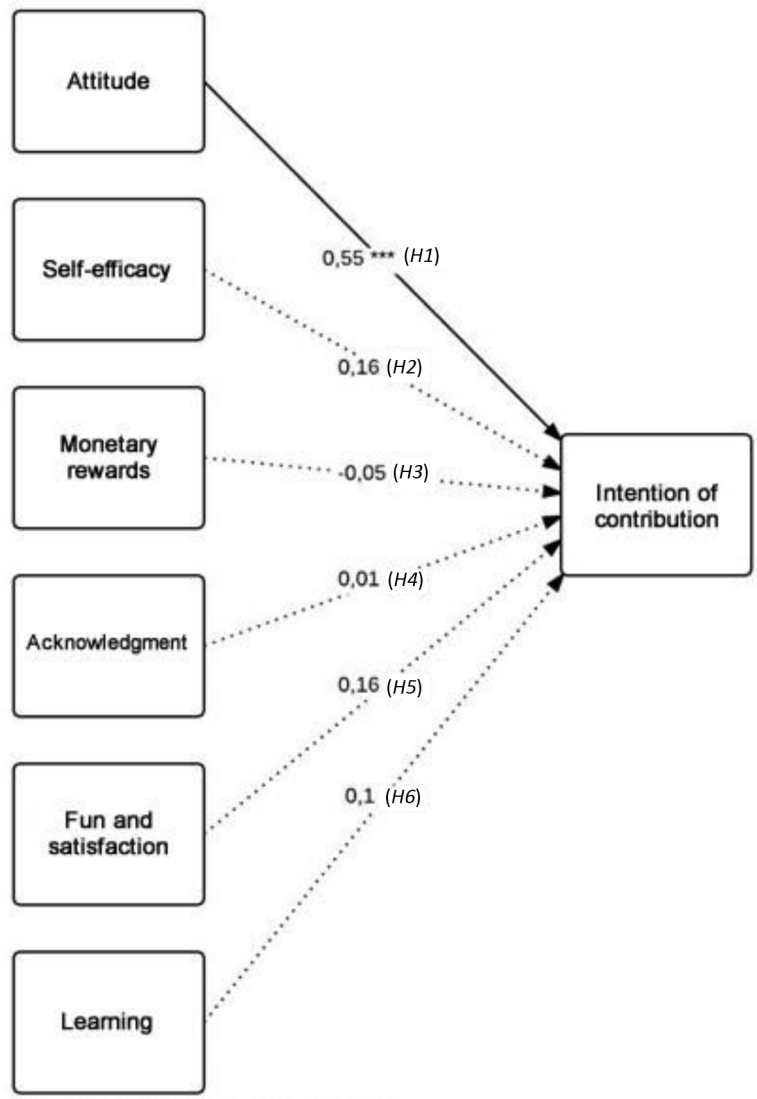 Attitude
0,55 *** (H1)
Self-efficacy
0,16 (H2)
Monetary
rewards
-0,05 (H3)
Intention of
contribution
0,01 (H4)
Acknowledgment
0,16 (H5)
Fun and
satisfaction
0,1 (H6)
Learning